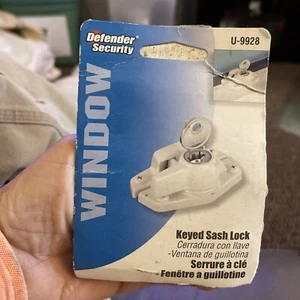 Defender®
Security
U-9928
WINDOW
Keyed Sash Lock
Cerradura con llave
-Ventana de guillotina
Serrure à clé
- Fenêtre a guillotine